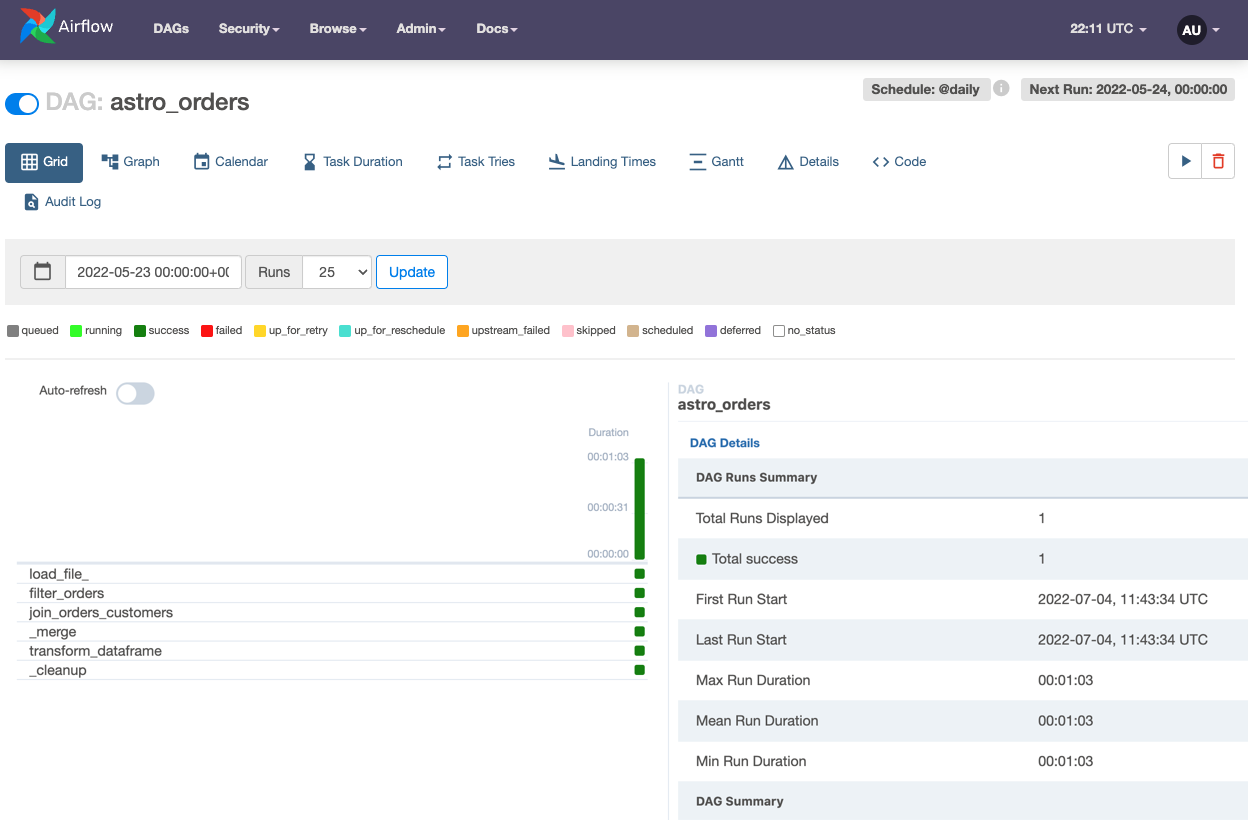 Airflow DAGs Security Browse Admin Docs 22:11 UTC AU
DAG: astro_orders Schedule: @daily i Next Run: 2022-05-24, 00:00:00
Grid Graph Calendar Task Duration Task Tries Landing Times Gantt Details Code
Audit Log
2022-05-23 00:00:00+00 Runs 25 Update
queued running success failed up_for_retry up_for_reschedule upstream_failed skipped scheduled deferred no_status
Auto-refresh
Duration
00:01:03
00:00:31
00:00:00
load_file_
filter_orders
join_orders_customers
_merge
transform_dataframe
_cleanup
DAG
astro_orders
DAG Details
DAG Runs Summary
Total Runs Displayed 1
Total success 1
First Run Start 2022-07-04, 11:43:34 UTC
Last Run Start 2022-07-04, 11:43:34 UTC
Max Run Duration 00:01:03
Mean Run Duration 00:01:03
Min Run Duration 00:01:03
DAG Summary